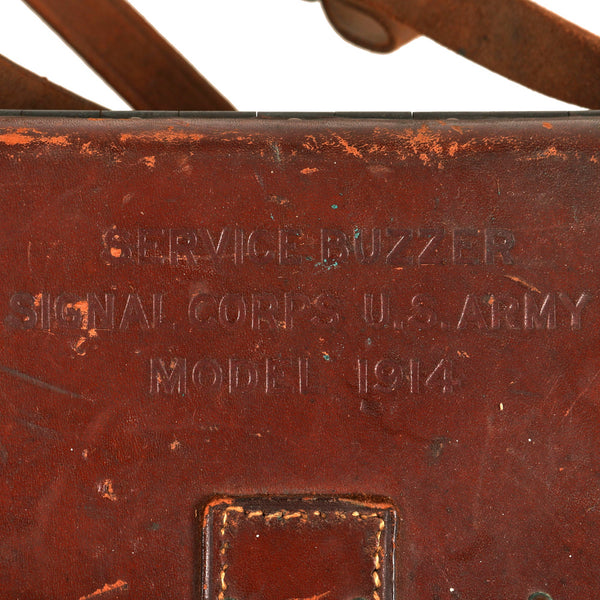 SERVICE BUZZER
SIGNAL CORPS U.S. ARMY
MODEL 1914